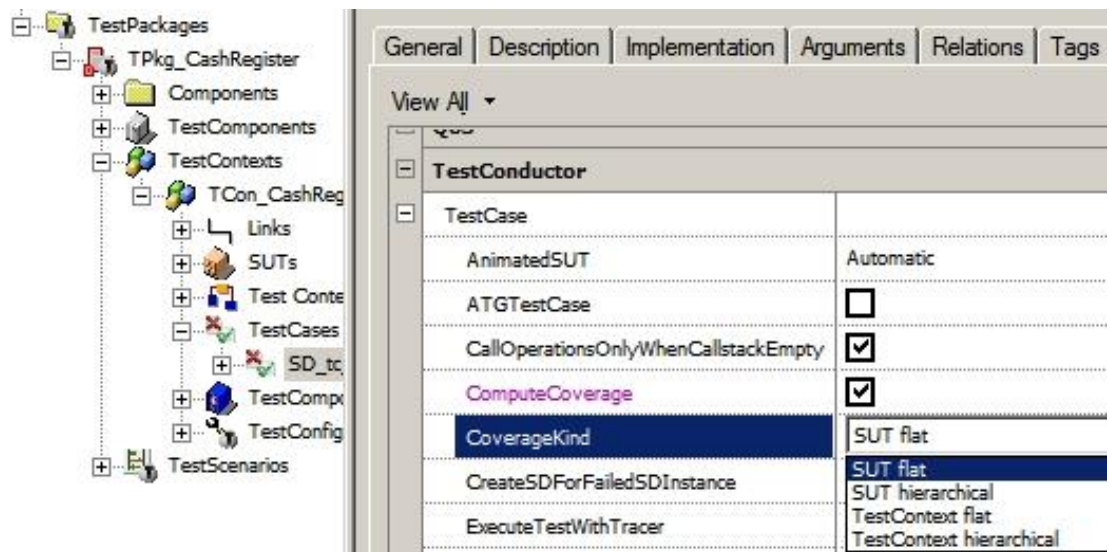 TestPackages
TPkg_CashRegister
Components
TestComponents
TestContexts
TCon_CashReg
Links
SUTs
Test Conte
TestCases
SD_tc
TestCompo
TestConfig
TestScenarios
General Description Implementation Arguments Relations Tags
View All
QoS
TestConductor
TestCase
AnimatedSUT Automatic
ATGTestCase
CallOperationsOnlyWhenCallstackEmpty
ComputeCoverage
CoverageKind SUT flat
SUT flat
CreateSDForFailedSDInstance SUT hierarchical
TestContext flat
ExecuteTestWithTracer TestContext hierarchical